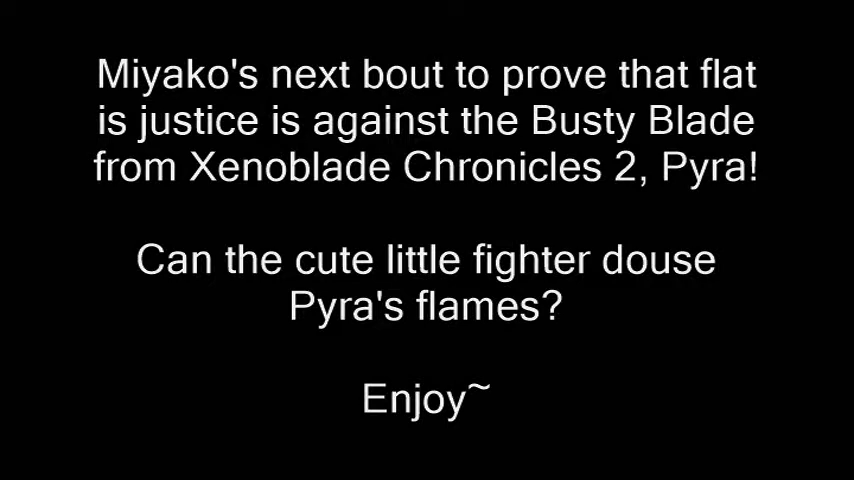 Miyako's next bout to prove that flat
is justice is against the Busty Blade
from Xenoblade Chronicles 2, Pyra!
Can the cute little fighter douse
Pyra's flames?
Enjoy~